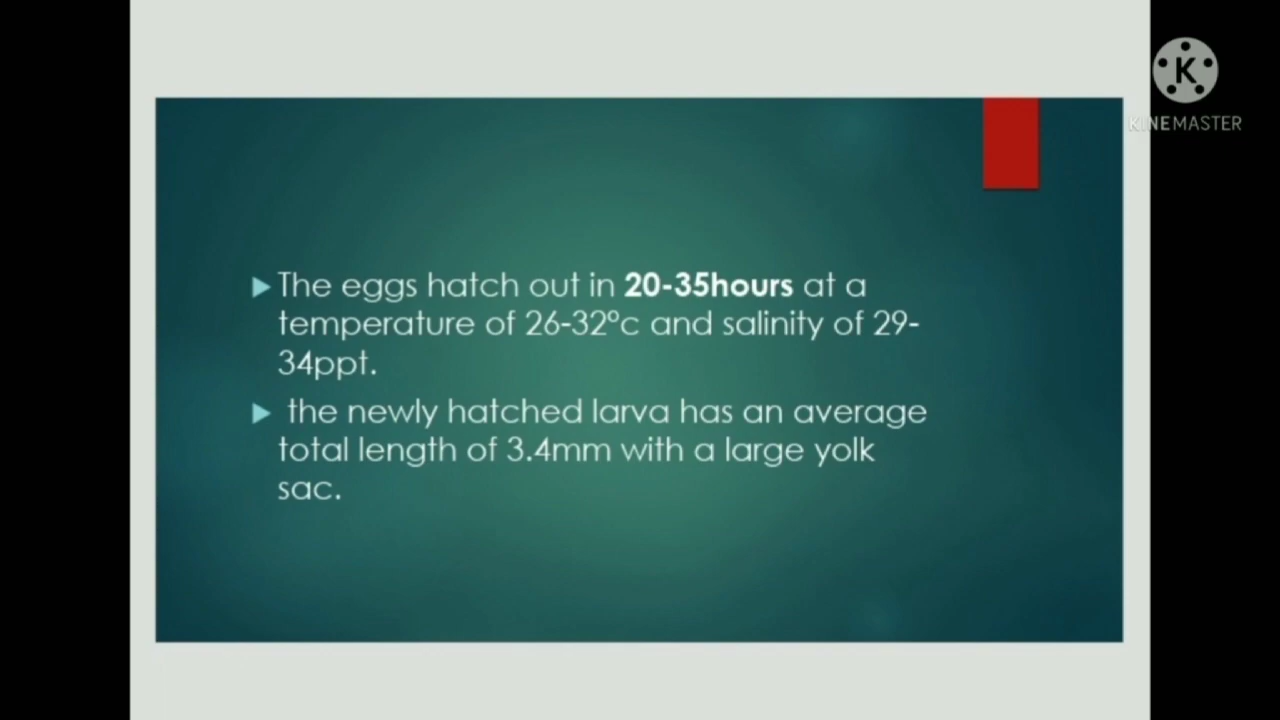 K
KINEMASTER
The eggs hatch out in 20-35hours at a
temperature of 26-32ºc and salinity of 29-
34ppt.
the newly hatched larva has an average
total length of 3.4mm with a large yolk
sac.